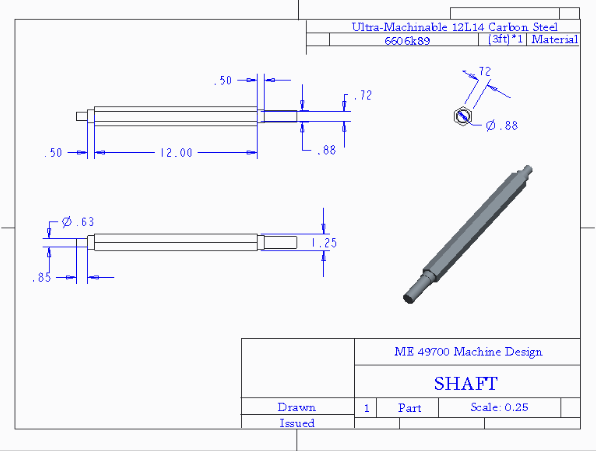 Ultra-Machinable 12L14 Carbon Steel
6606k89 (3ft)*1 Material
.50
.72
.72
Ø.88
.50
12.00
.88
Ø.63
1.25
.85
ME 49700 Machine Design
SHAFT
Drawn 1 Part Scale: 0.25
Issued